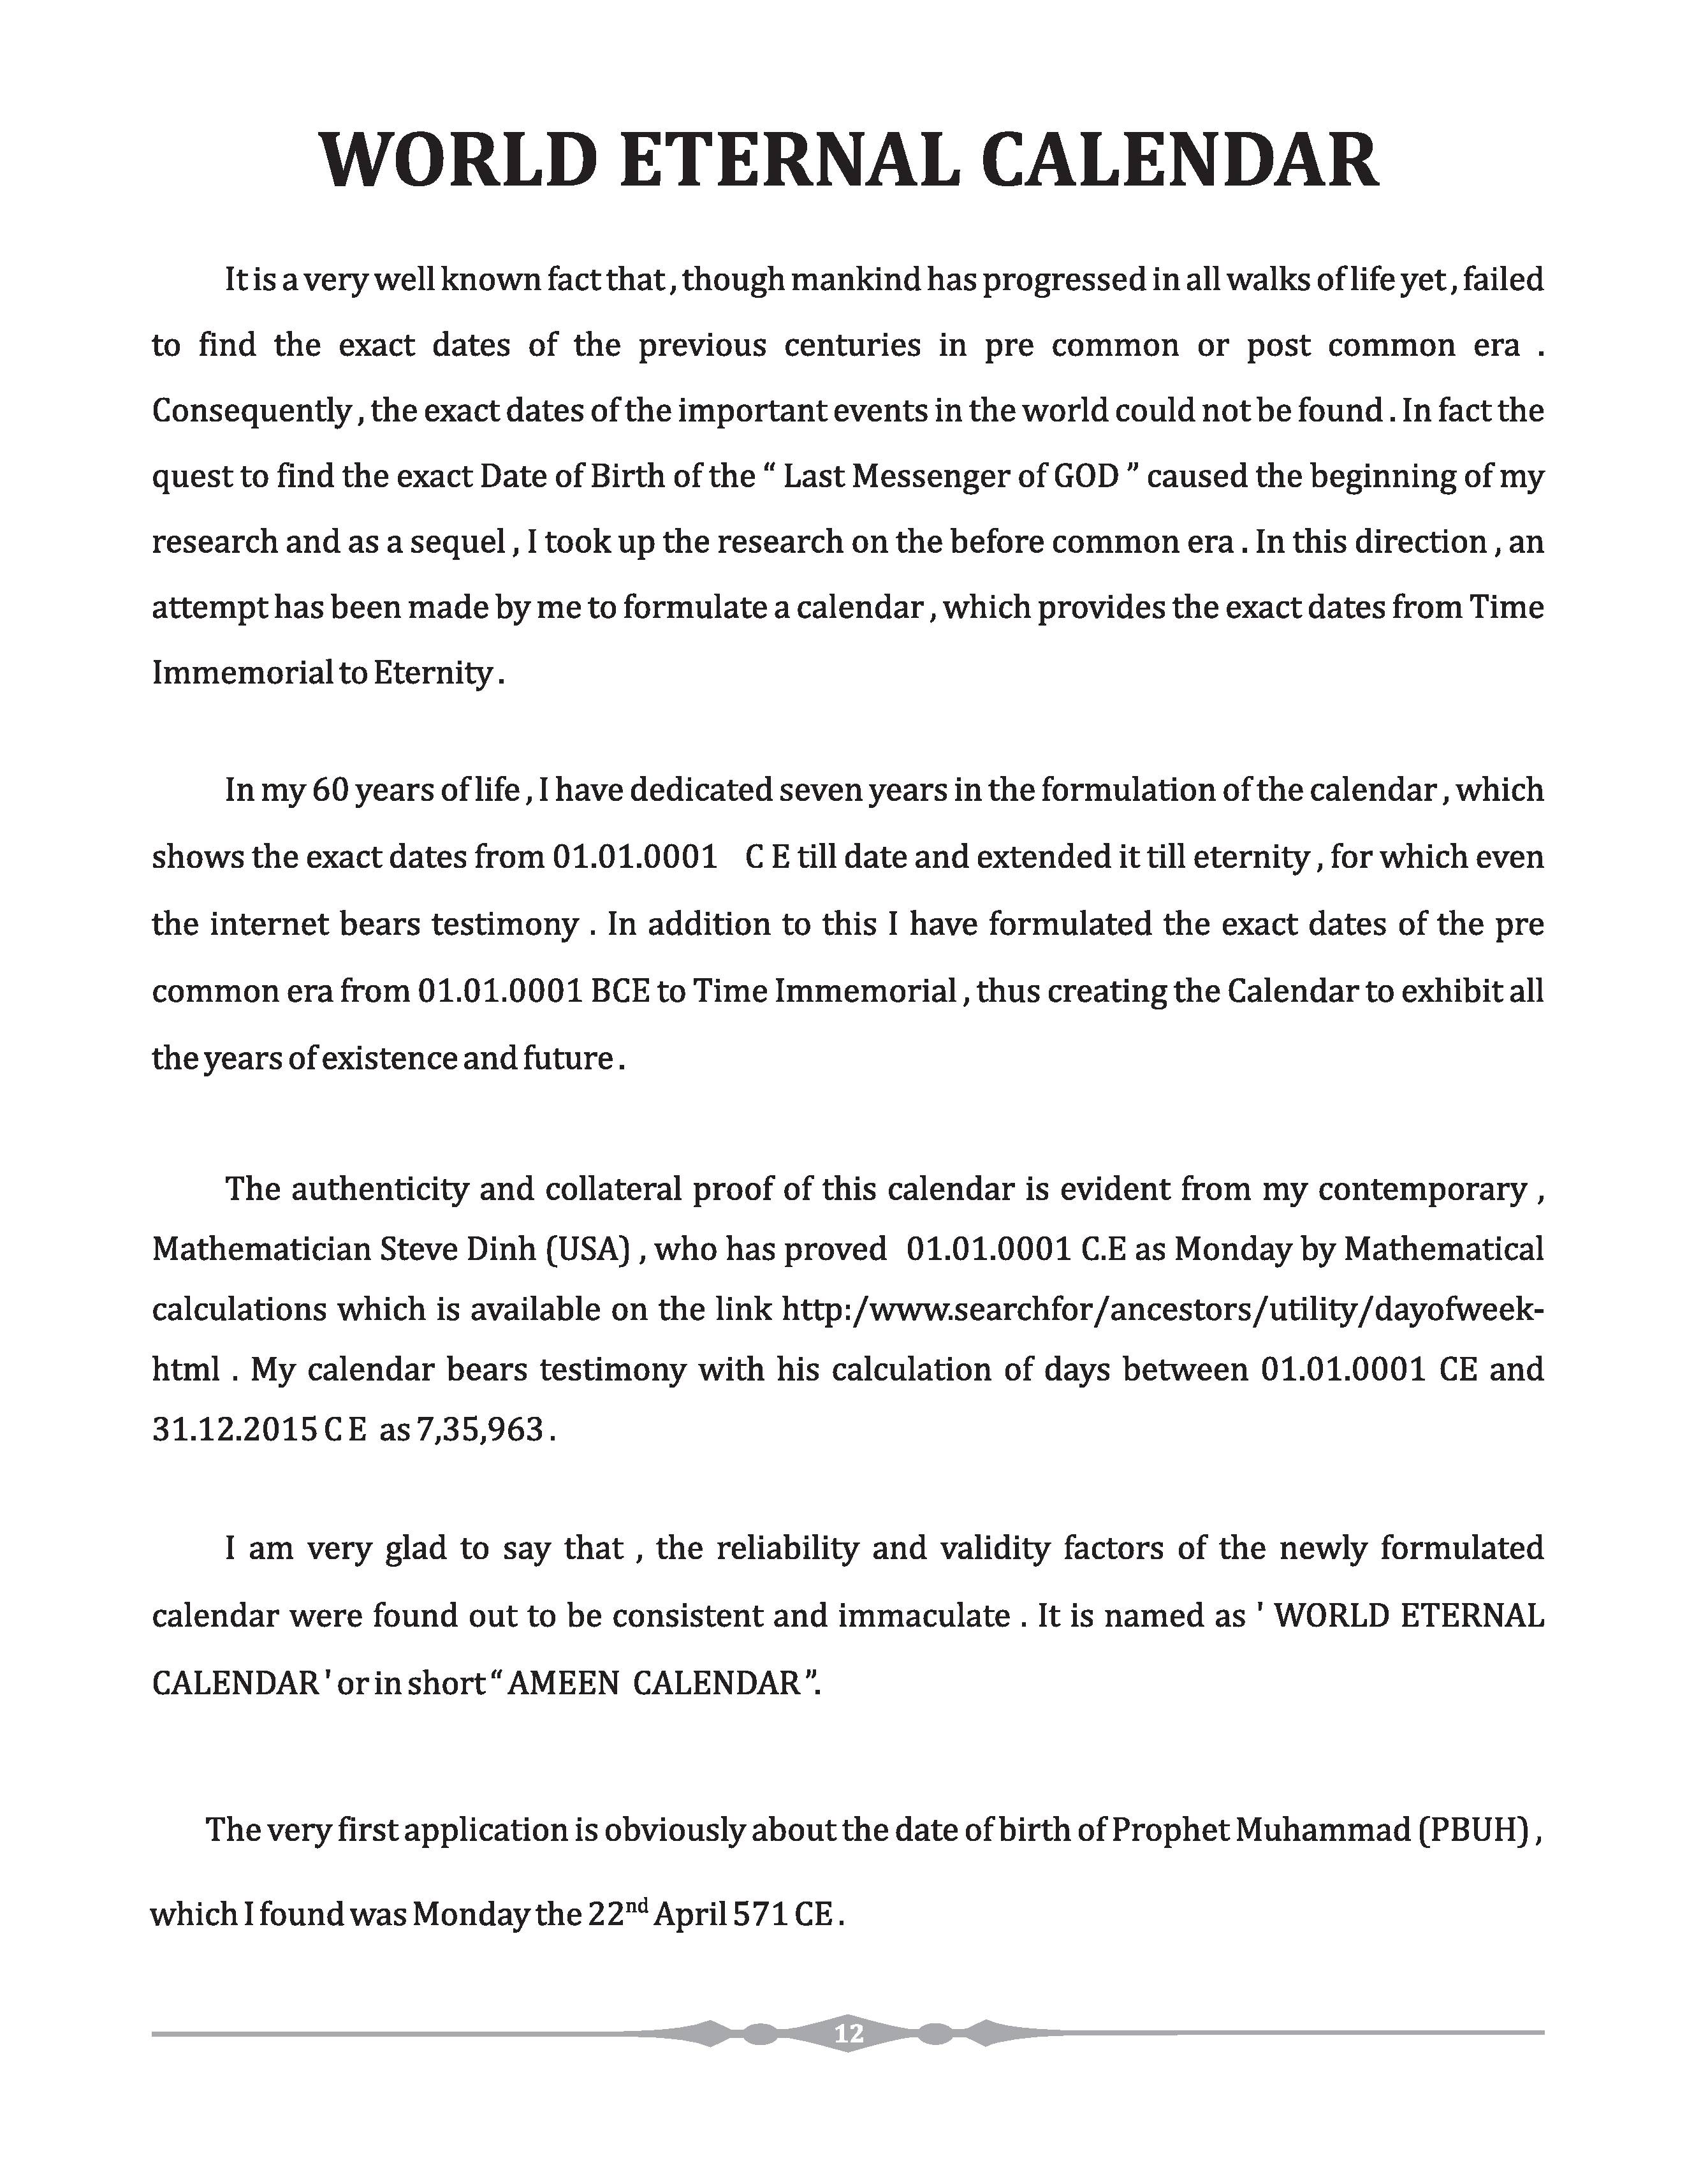 WORLD ETERNAL CALENDAR
It is a very well known fact that , though mankind has progressed in all walks of life yet , failed
to find the exact dates of the previous centuries in pre common or post common era .
Consequently , the exact dates of the important events in the world could not be found . In fact the
quest to find the exact Date of Birth of the “ Last Messenger of GOD ” caused the beginning of my
research and as a sequel , I took up the research on the before common era . In this direction , an
attempt has been made by me to formulate a calendar , which provides the exact dates from Time
Immemorial to Eternity .
In my 60 years of life , I have dedicated seven years in the formulation of the calendar , which
shows the exact dates from 01.01.0001 C E till date and extended it till eternity , for which even
the internet bears testimony . In addition to this I have formulated the exact dates of the pre
common era from 01.01.0001 BCE to Time Immemorial , thus creating the Calendar to exhibit all
the years of existence and future .
The authenticity and collateral proof of this calendar is evident from my contemporary ,
Mathematician Steve Dinh (USA) , who has proved 01.01.0001 C.E as Monday by Mathematical
calculations which is available on the link http:/www.searchfor/ancestors/utility/dayofweek-
html . My calendar bears testimony with his calculation of days between 01.01.0001 CE and
31.12.2015 C E as 7,35,963 .
I am very glad to say that , the reliability and validity factors of the newly formulated
calendar were found out to be consistent and immaculate . It is named as ' WORLD ETERNAL
CALENDAR ' or in short “ AMEEN CALENDAR ”.
The very first application is obviously about the date of birth of Prophet Muhammad (PBUH) ,
which I found was Monday the 22nd April 571 CE .
12